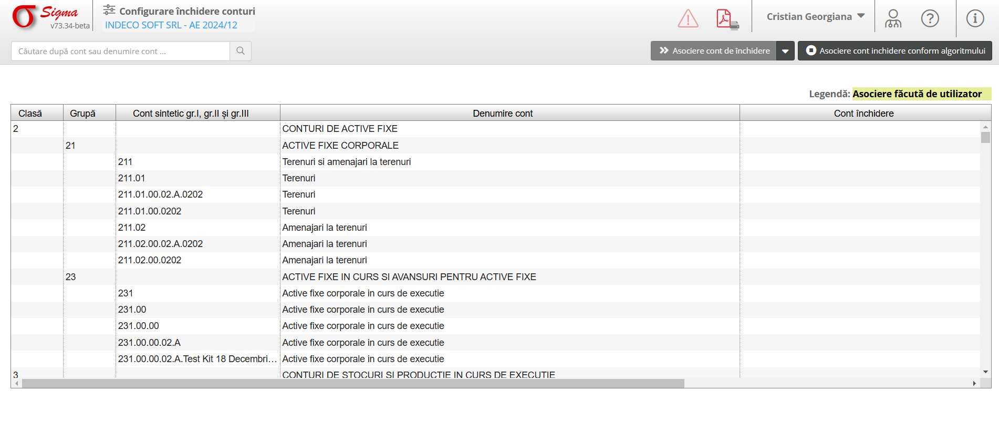 σ Sigma
v73.34-beta
Configurare închidere conturi
INDECO SOFT SRL - AE 2024/12
Cristian Georgiana
Căutare după cont sau denumire cont ...
Asociere cont de închidere
Asociere cont inchidere conform algoritmului
Legendă: Asociere făcută de utilizator
Clasă Grupă Cont sintetic gr.I, gr.II și gr.III Denumire cont Cont închidere
2 CONTURI DE ACTIVE FIXE
21 ACTIVE FIXE CORPORALE
211 Terenuri si amenajari la terenuri
211.01 Terenuri
211.01.00.02.A.0202 Terenuri
211.01.00.0202 Terenuri
211.02 Amenajari la terenuri
211.02.00.02.A.0202 Amenajari la terenuri
211.02.00.0202 Amenajari la terenuri
23 ACTIVE FIXE IN CURS SI AVANSURI PENTRU ACTIVE FIXE
231 Active fixe corporale in curs de executie
231.00 Active fixe corporale in curs de executie
231.00.00 Active fixe corporale in curs de executie
231.00.00.02.A Active fixe corporale in curs de executie
231.00.00.02.A.Test Kit 18 Decembri... Active fixe corporale in curs de executie
3 CONTURI DE STOCURI SI PRODUCTIE IN CURS DE EXECUTIE